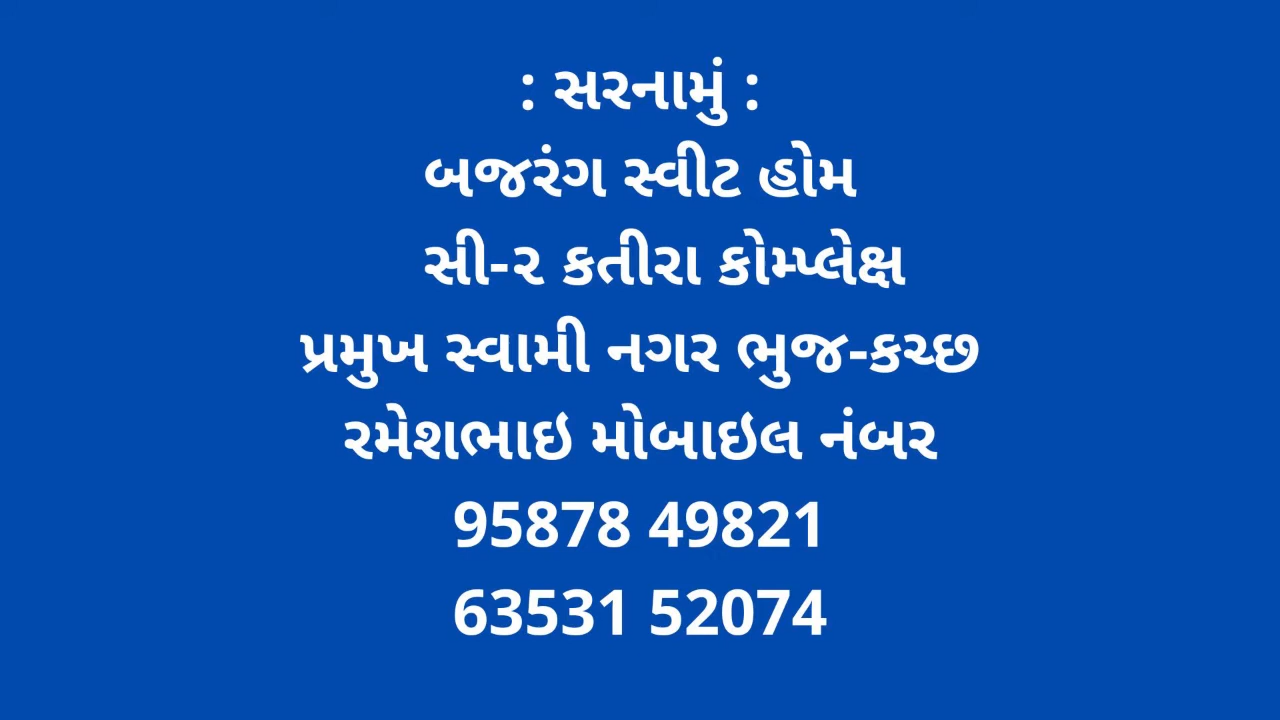 : સરનામું :
બજરંગ સ્વીટ હોમ
સી-૨ કતીરા કોમ્પ્લેક્ષ
પ્રમુખ સ્વામી નગર ભુજ-કચ્છ
રમેશભાઇ મોબાઇલ નંબર
95878 49821
63531 52074